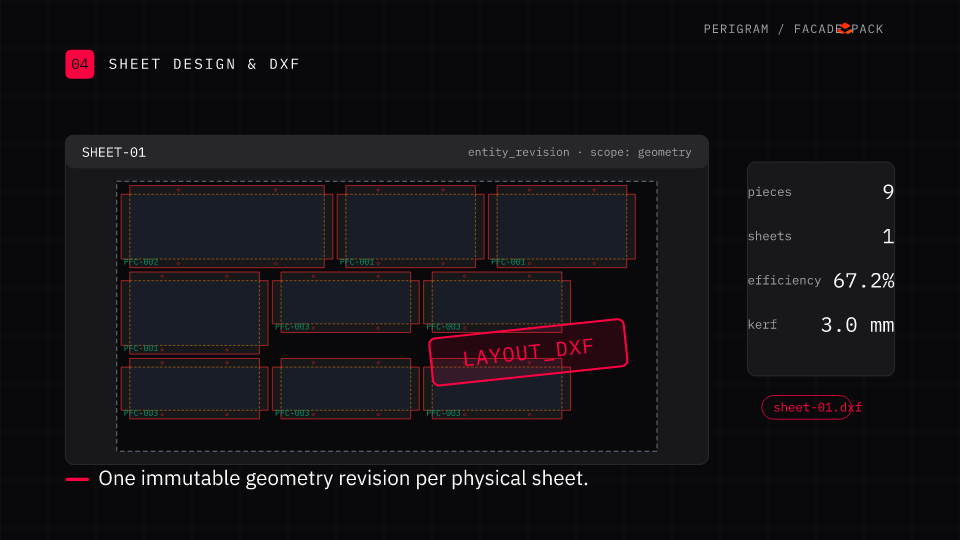 PERIGRAM / FACADE PACK
04 SHEET DESIGN & DXF
SHEET-01
entity_revision · scope: geometry
PFC-002
PFC-001
PFC-001
PFC-001
PFC-003
PFC-003
PFC-003
PFC-003
PFC-003
LAYOUT_DXF
pieces 9
sheets 1
efficiency 67.2%
kerf 3.0 mm
sheet-01.dxf
One immutable geometry revision per physical sheet.